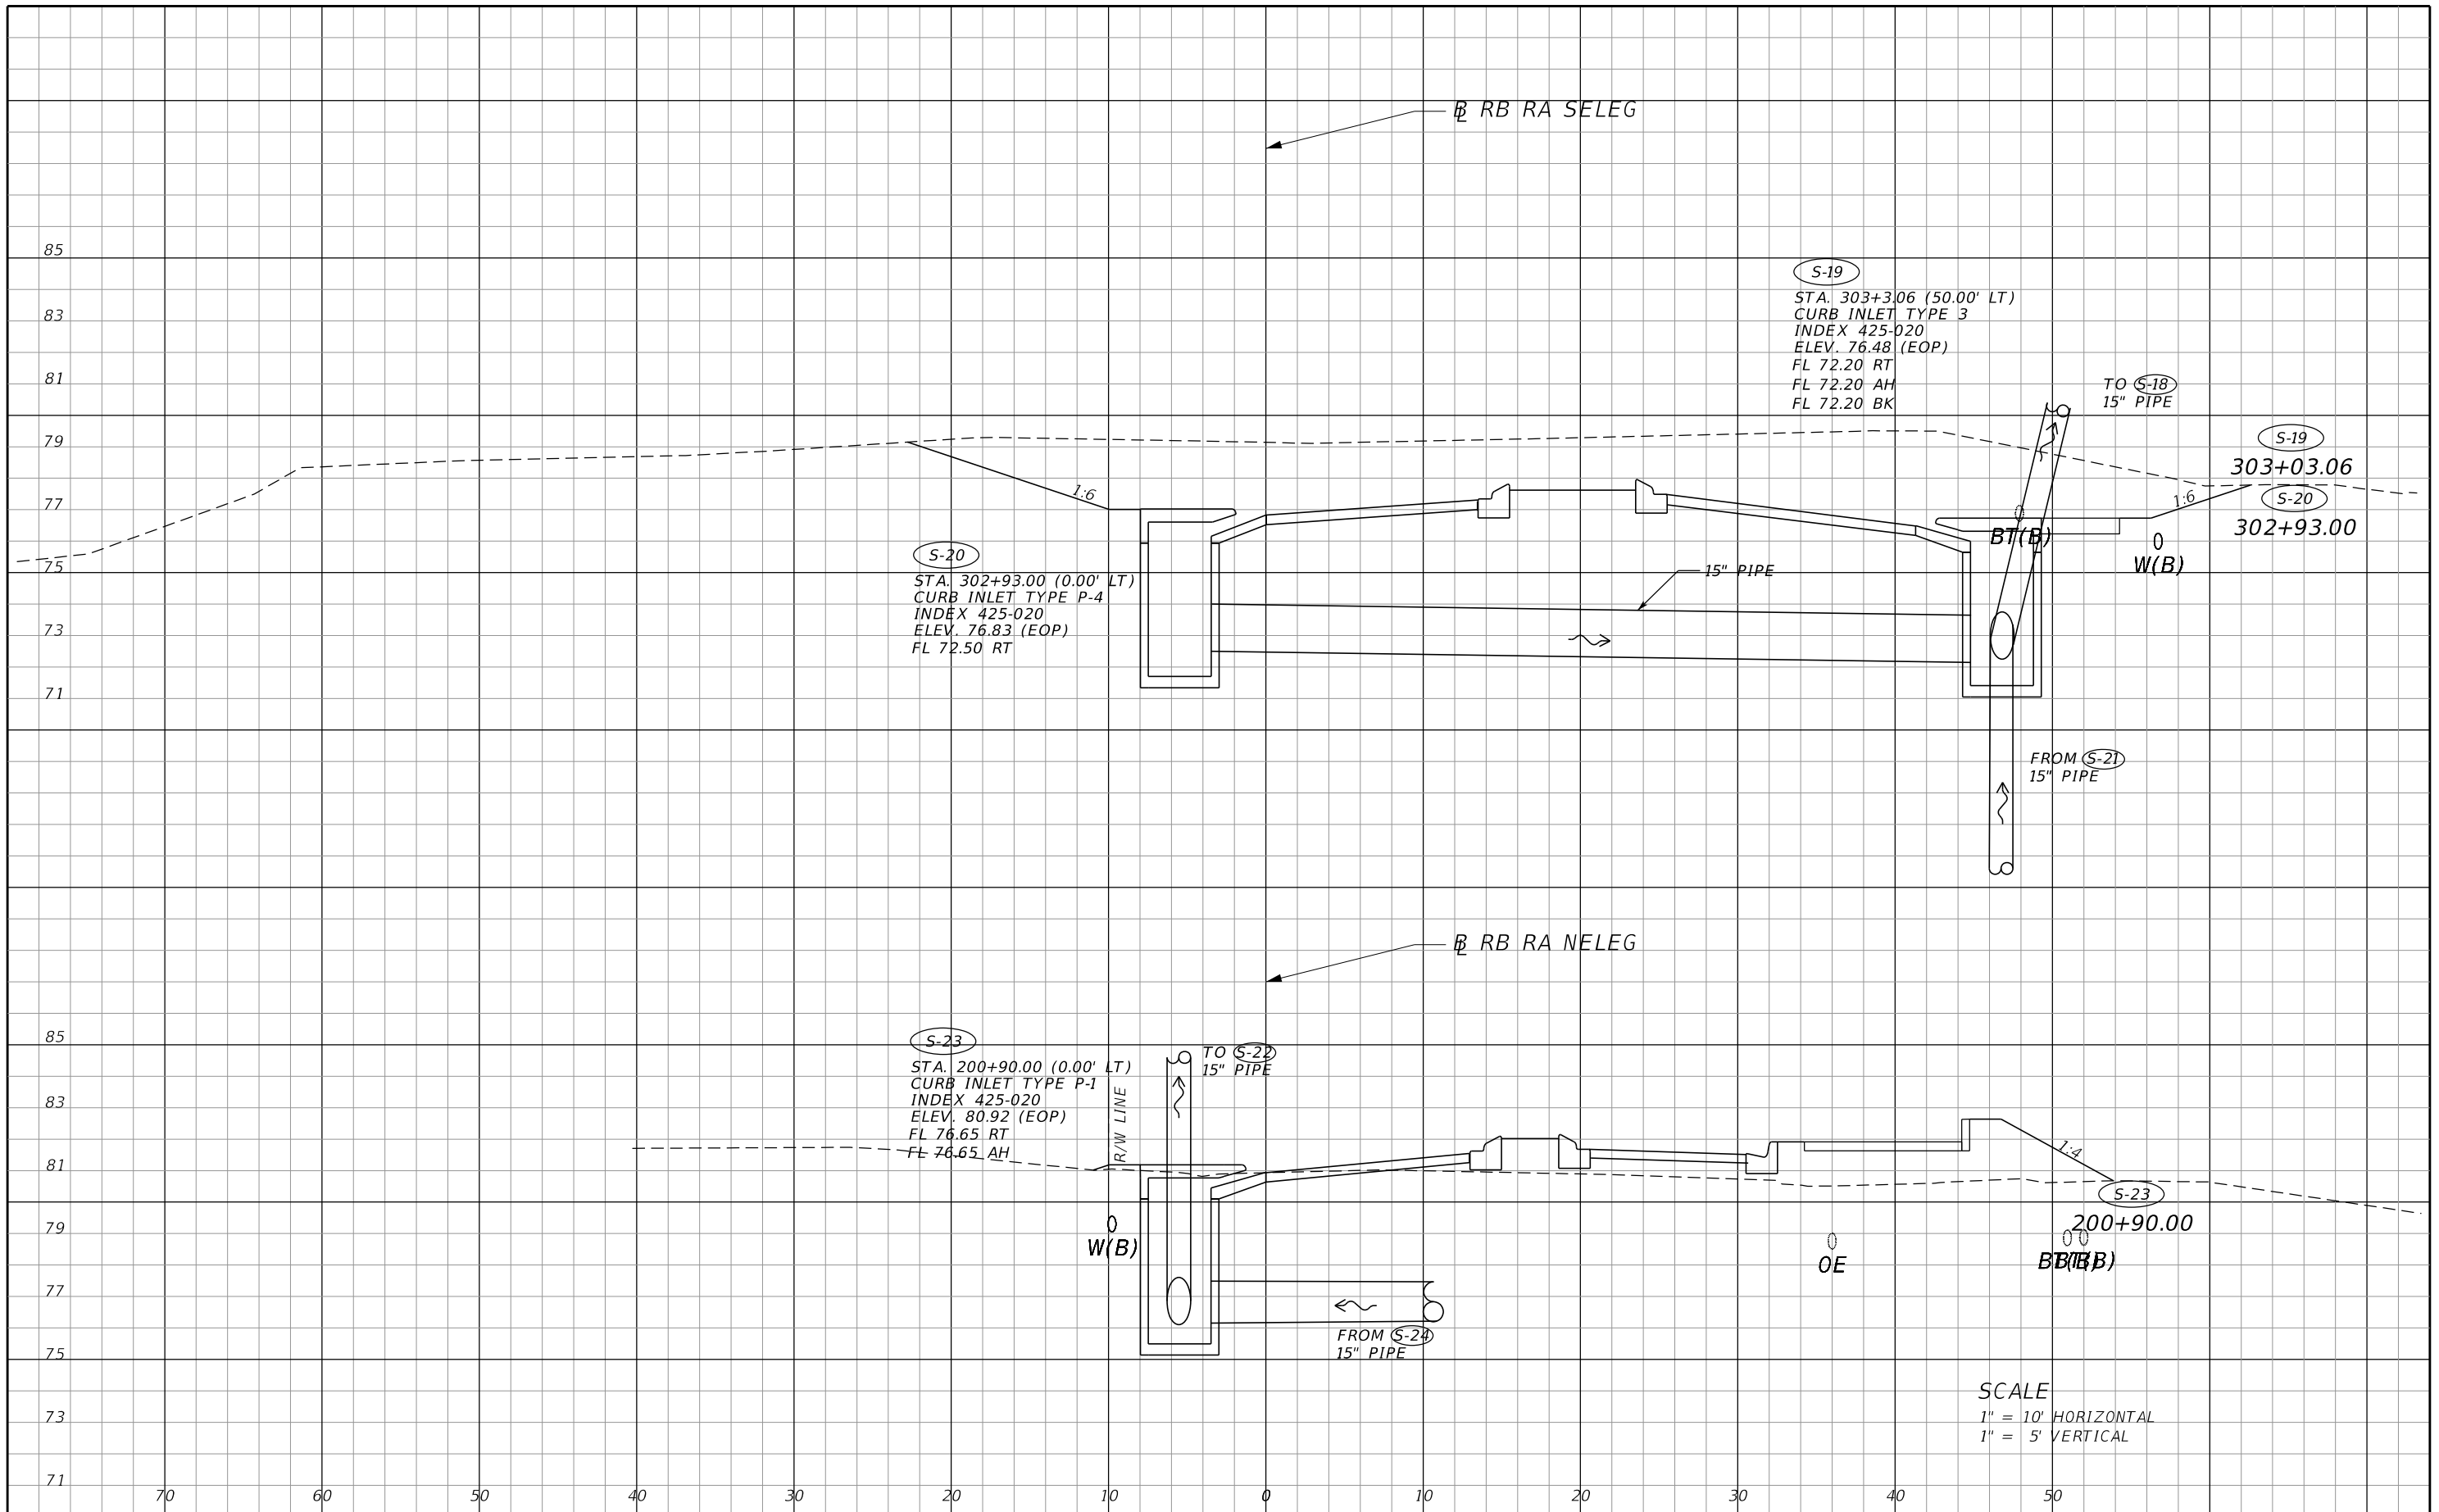 ℄ RB RA SELEG
85
83
81
79
77
75
73
71
S-19
STA. 303+3.06 (50.00' LT)
CURB INLET TYPE 3
INDEX 425-020
ELEV. 76.48 (EOP)
FL 72.20 RT
FL 72.20 AH
FL 72.20 BK
TO S-18
15" PIPE
S-19
303+03.06
S-20
302+93.00
1:6
1:6
BT(B)
W(B)
S-20
STA. 302+93.00 (0.00' LT)
CURB INLET TYPE P-4
INDEX 425-020
ELEV. 76.83 (EOP)
FL 72.50 RT
15" PIPE
FROM S-21
15" PIPE
℄ RB RA NELEG
85
83
81
79
77
75
73
71
S-23
STA. 200+90.00 (0.00' LT)
CURB INLET TYPE P-1
INDEX 425-020
ELEV. 80.92 (EOP)
FL 76.65 RT
FL 76.65 AH
R/W LINE
TO S-22
15" PIPE
1:4
S-23
200+90.00
W(B)
OE
BT(B)
BT(B)
FROM S-24
15" PIPE
SCALE
1" = 10' HORIZONTAL
1" = 5' VERTICAL
70 60 50 40 30 20 10 0 10 20 30 40 50